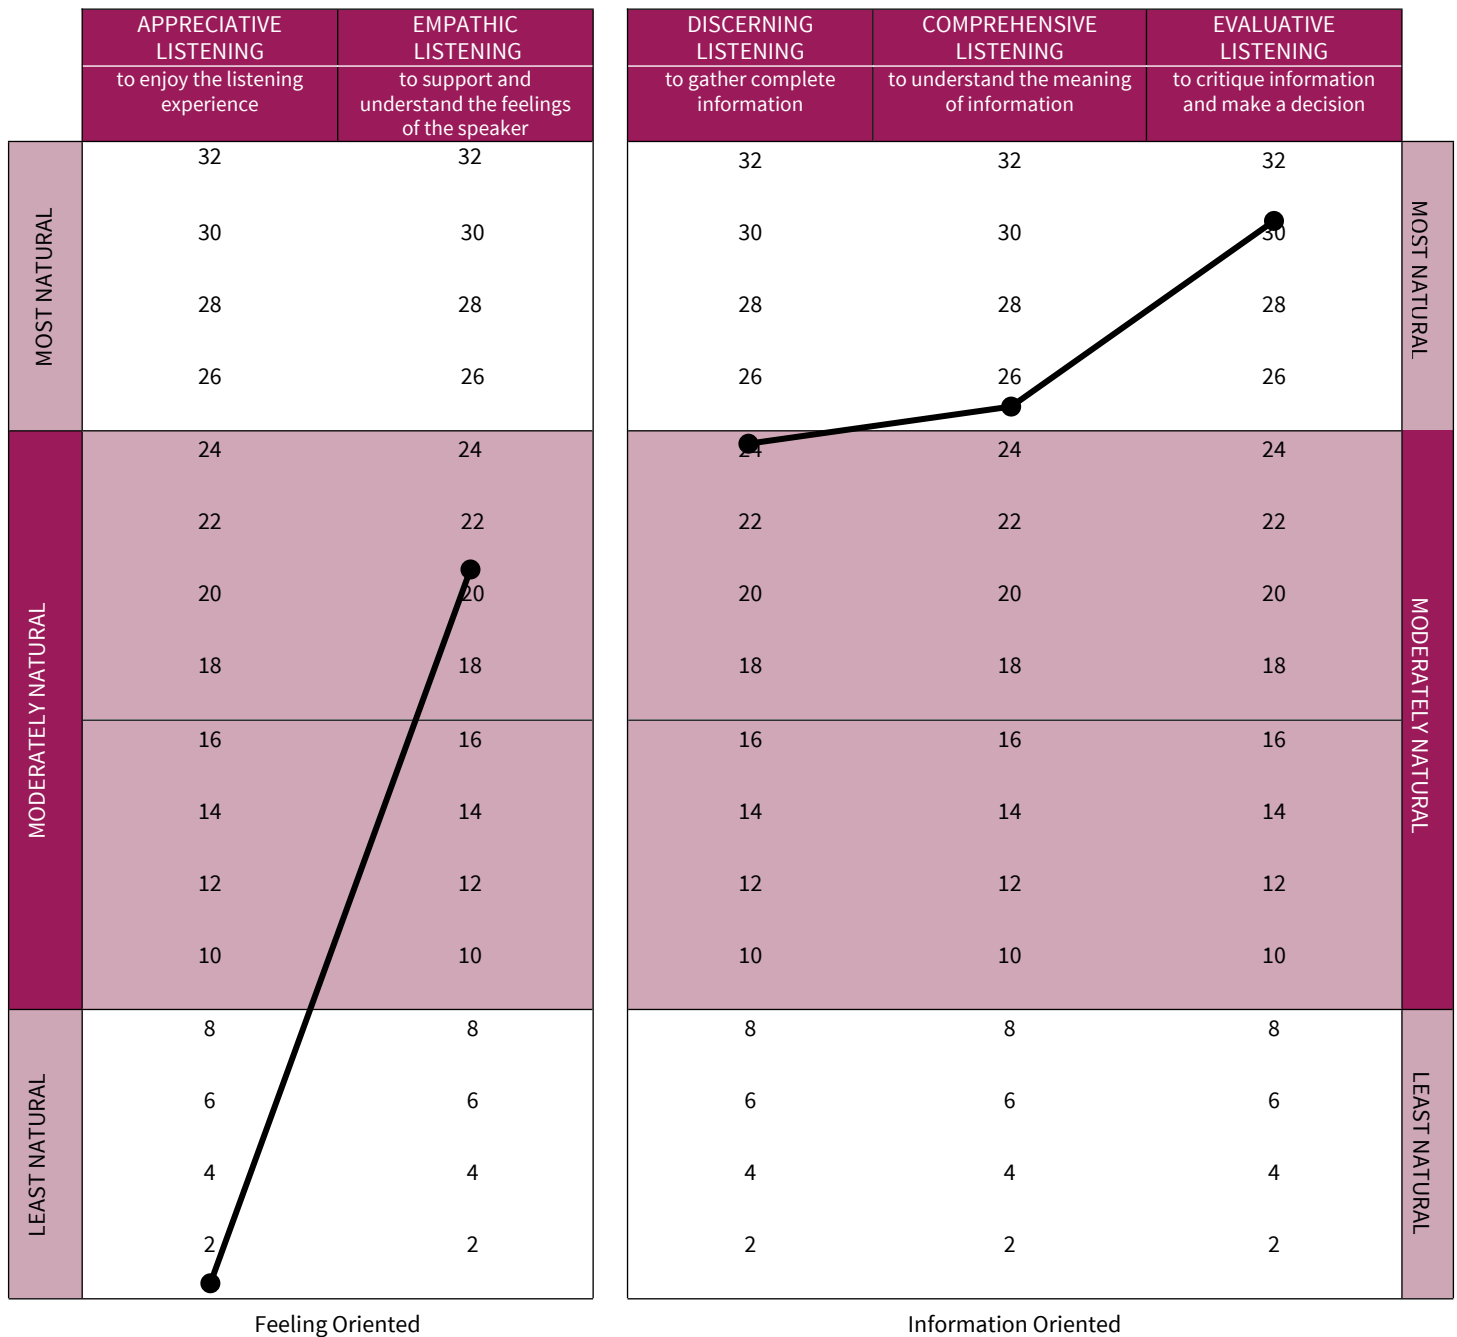 APPRECIATIVE
LISTENING
to enjoy the listening
experience
EMPATHIC
LISTENING
to support and
understand the feelings
of the speaker
DISCERNING
LISTENING
to gather complete
information
COMPREHENSIVE
LISTENING
to understand the meaning
of information
EVALUATIVE
LISTENING
to critique information
and make a decision
MOST NATURAL
MODERATELY NATURAL
LEAST NATURAL
32 32 32 32 32
30 30 30 30 30
28 28 28 28 28
26 26 26 26 26
24 24 24 24 24
22 22 22 22 22
20 20 20 20 20
18 18 18 18 18
16 16 16 16 16
14 14 14 14 14
12 12 12 12 12
10 10 10 10 10
8 8 8 8 8
6 6 6 6 6
4 4 4 4 4
2 2 2 2 2
MOST NATURAL
MODERATELY NATURAL
LEAST NATURAL
Feeling Oriented
Information Oriented